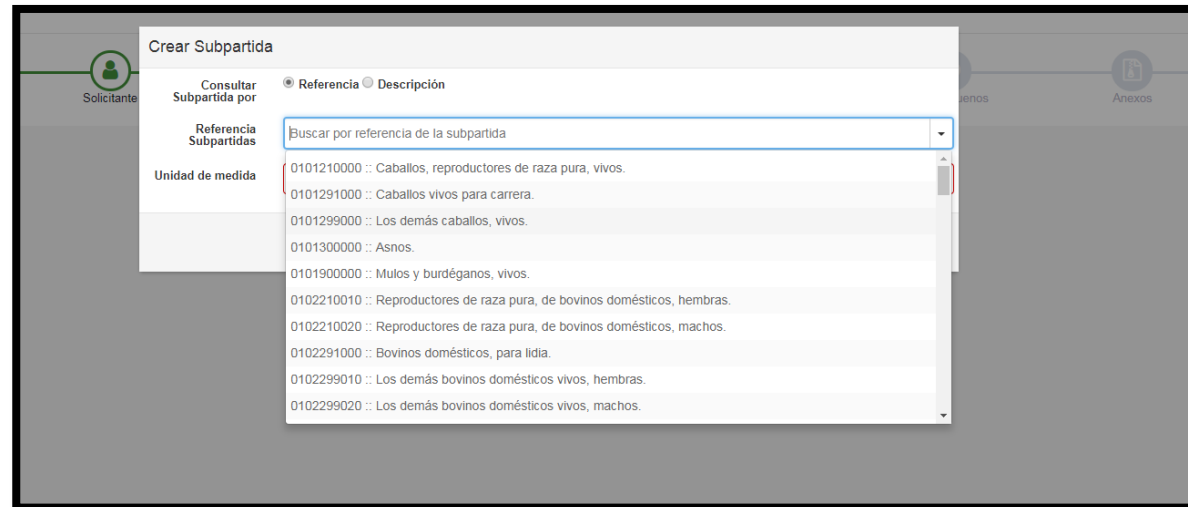 Crear Subpartida
Solicitante
Consultar
Subpartida por
Referencia
Descripción
Anexos
Referencia
Subpartidas
Buscar por referencia de la subpartida
Unidad de medida
0101210000 :: Caballos, reproductores de raza pura, vivos.
0101291000 :: Caballos vivos para carrera.
0101299000 :: Los demás caballos, vivos.
0101300000 :: Asnos.
0101900000 :: Mulos y burdéganos, vivos.
0102210010 :: Reproductores de raza pura, de bovinos domésticos, hembras.
0102210020 :: Reproductores de raza pura, de bovinos domésticos, machos.
0102291000 :: Bovinos domésticos, para lidia.
0102299010 :: Los demás bovinos domésticos vivos, hembras.
0102299020 :: Los demás bovinos domésticos vivos, machos.